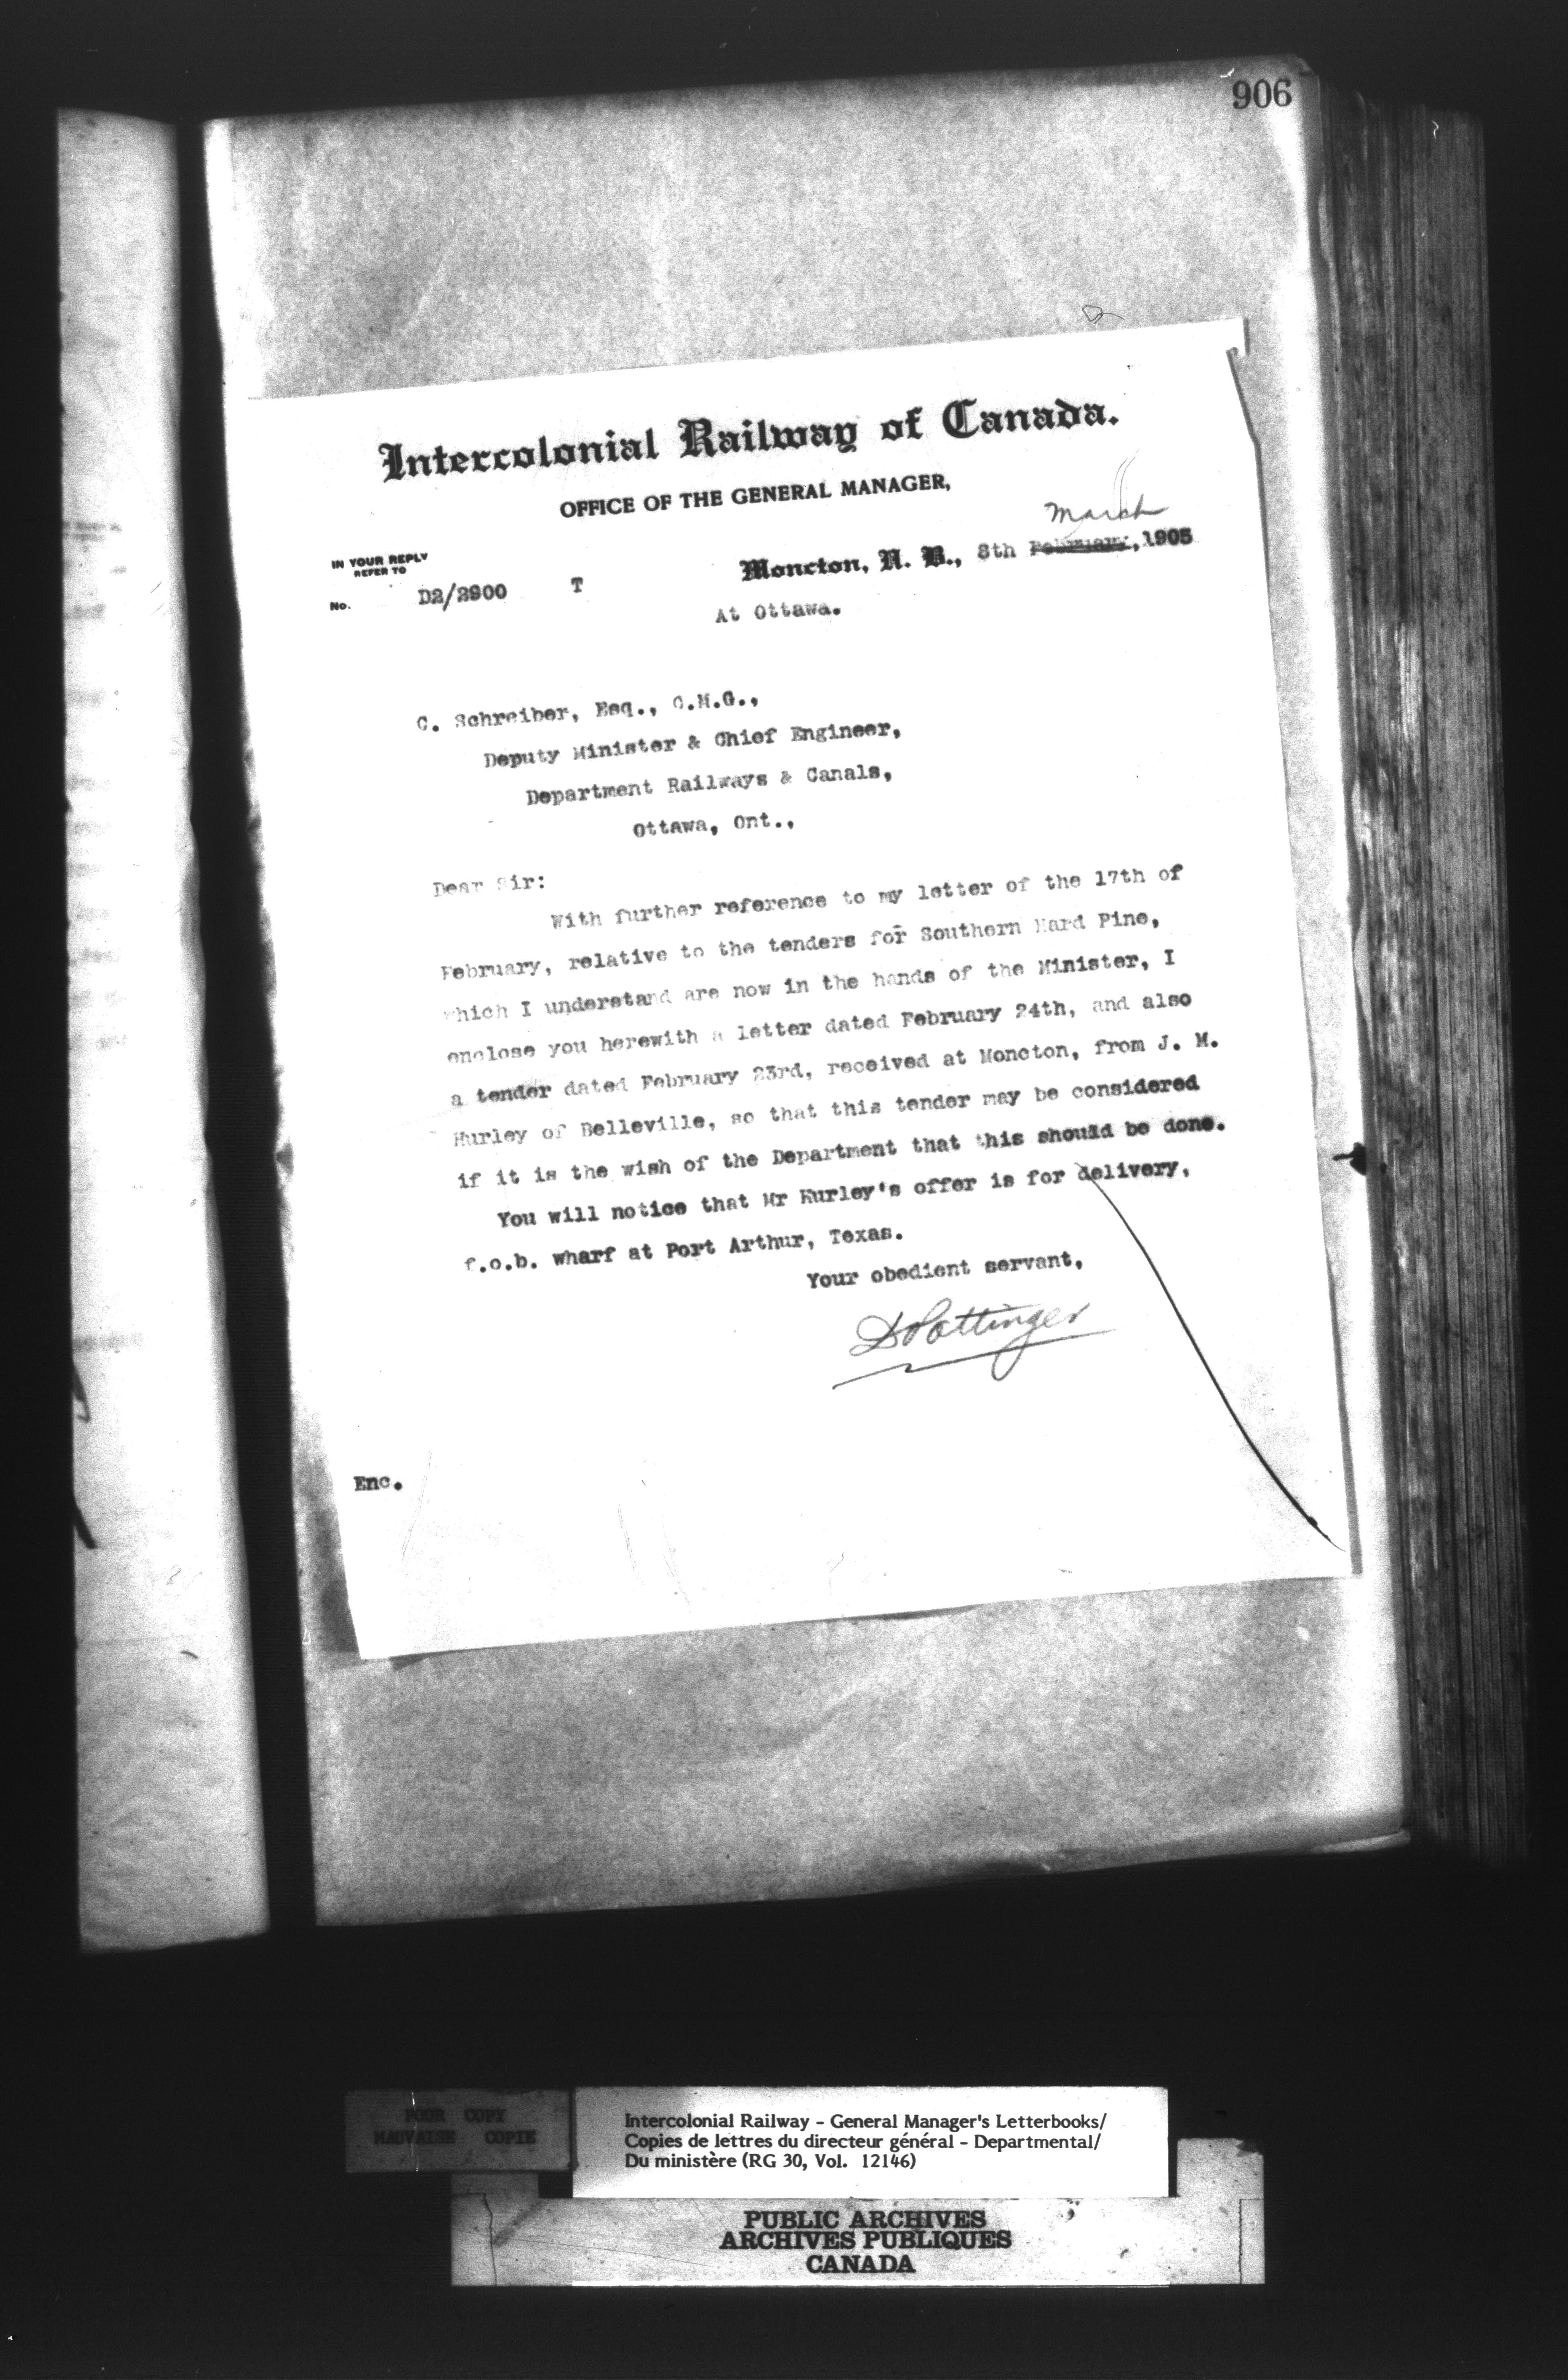 906
Intercolonial Railway of Canada.
OFFICE OF THE GENERAL MANAGER,
March
IN YOUR REPLY
REFER TO
No. D2/2900 T
Moncton, N. B., 8th February, 1905
At Ottawa.
C. Schreiber, Esq., C.M.G.,
Deputy Minister & Chief Engineer,
Department Railways & Canals,
Ottawa, Ont.,
Dear Sir:
With further reference to my letter of the 17th of
February, relative to the tenders for Southern Hard Pine,
which I understand are now in the hands of the Minister, I
enclose you herewith a letter dated February 24th, and also
a tender dated February 23rd, received at Moncton, from J. M.
Hurley of Belleville, so that this tender may be considered
if it is the wish of the Department that this should be done.
You will notice that Mr Hurley's offer is for delivery,
f.o.b. wharf at Port Arthur, Texas.
Your obedient servant,
D Pottinger
Enc.
POOR COPY
MAUVAISE COPIE
Intercolonial Railway - General Manager's Letterbooks/
Copies de lettres du directeur général - Departmental/
Du ministère (RG 30, Vol. 12146)
PUBLIC ARCHIVES
ARCHIVES PUBLIQUES
CANADA